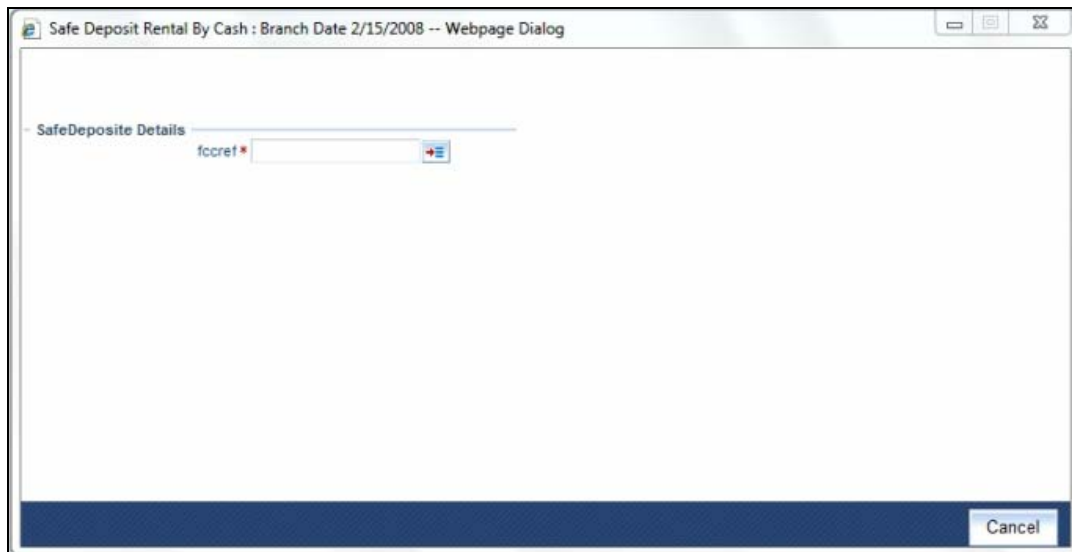 Safe Deposit Rental By Cash : Branch Date 2/15/2008 -- Webpage Dialog
SafeDeposite Details
fccref *
Cancel